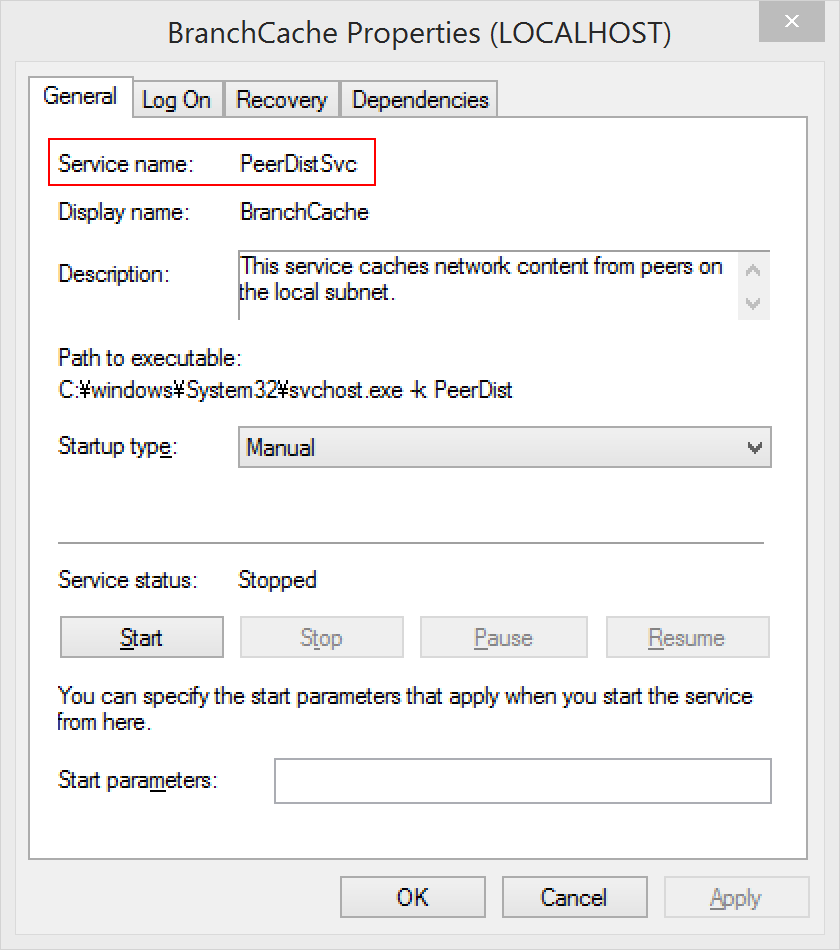 BranchCache Properties (LOCALHOST)
General Log On Recovery Dependencies
Service name: PeerDistSvc
Display name: BranchCache
Description: This service caches network content from peers on
the local subnet.
Path to executable:
C:¥windows¥System32¥svchost.exe -k PeerDist
Startup type: Manual
Service status: Stopped
Start Stop Pause Resume
You can specify the start parameters that apply when you start the service
from here.
Start parameters:
OK Cancel Apply